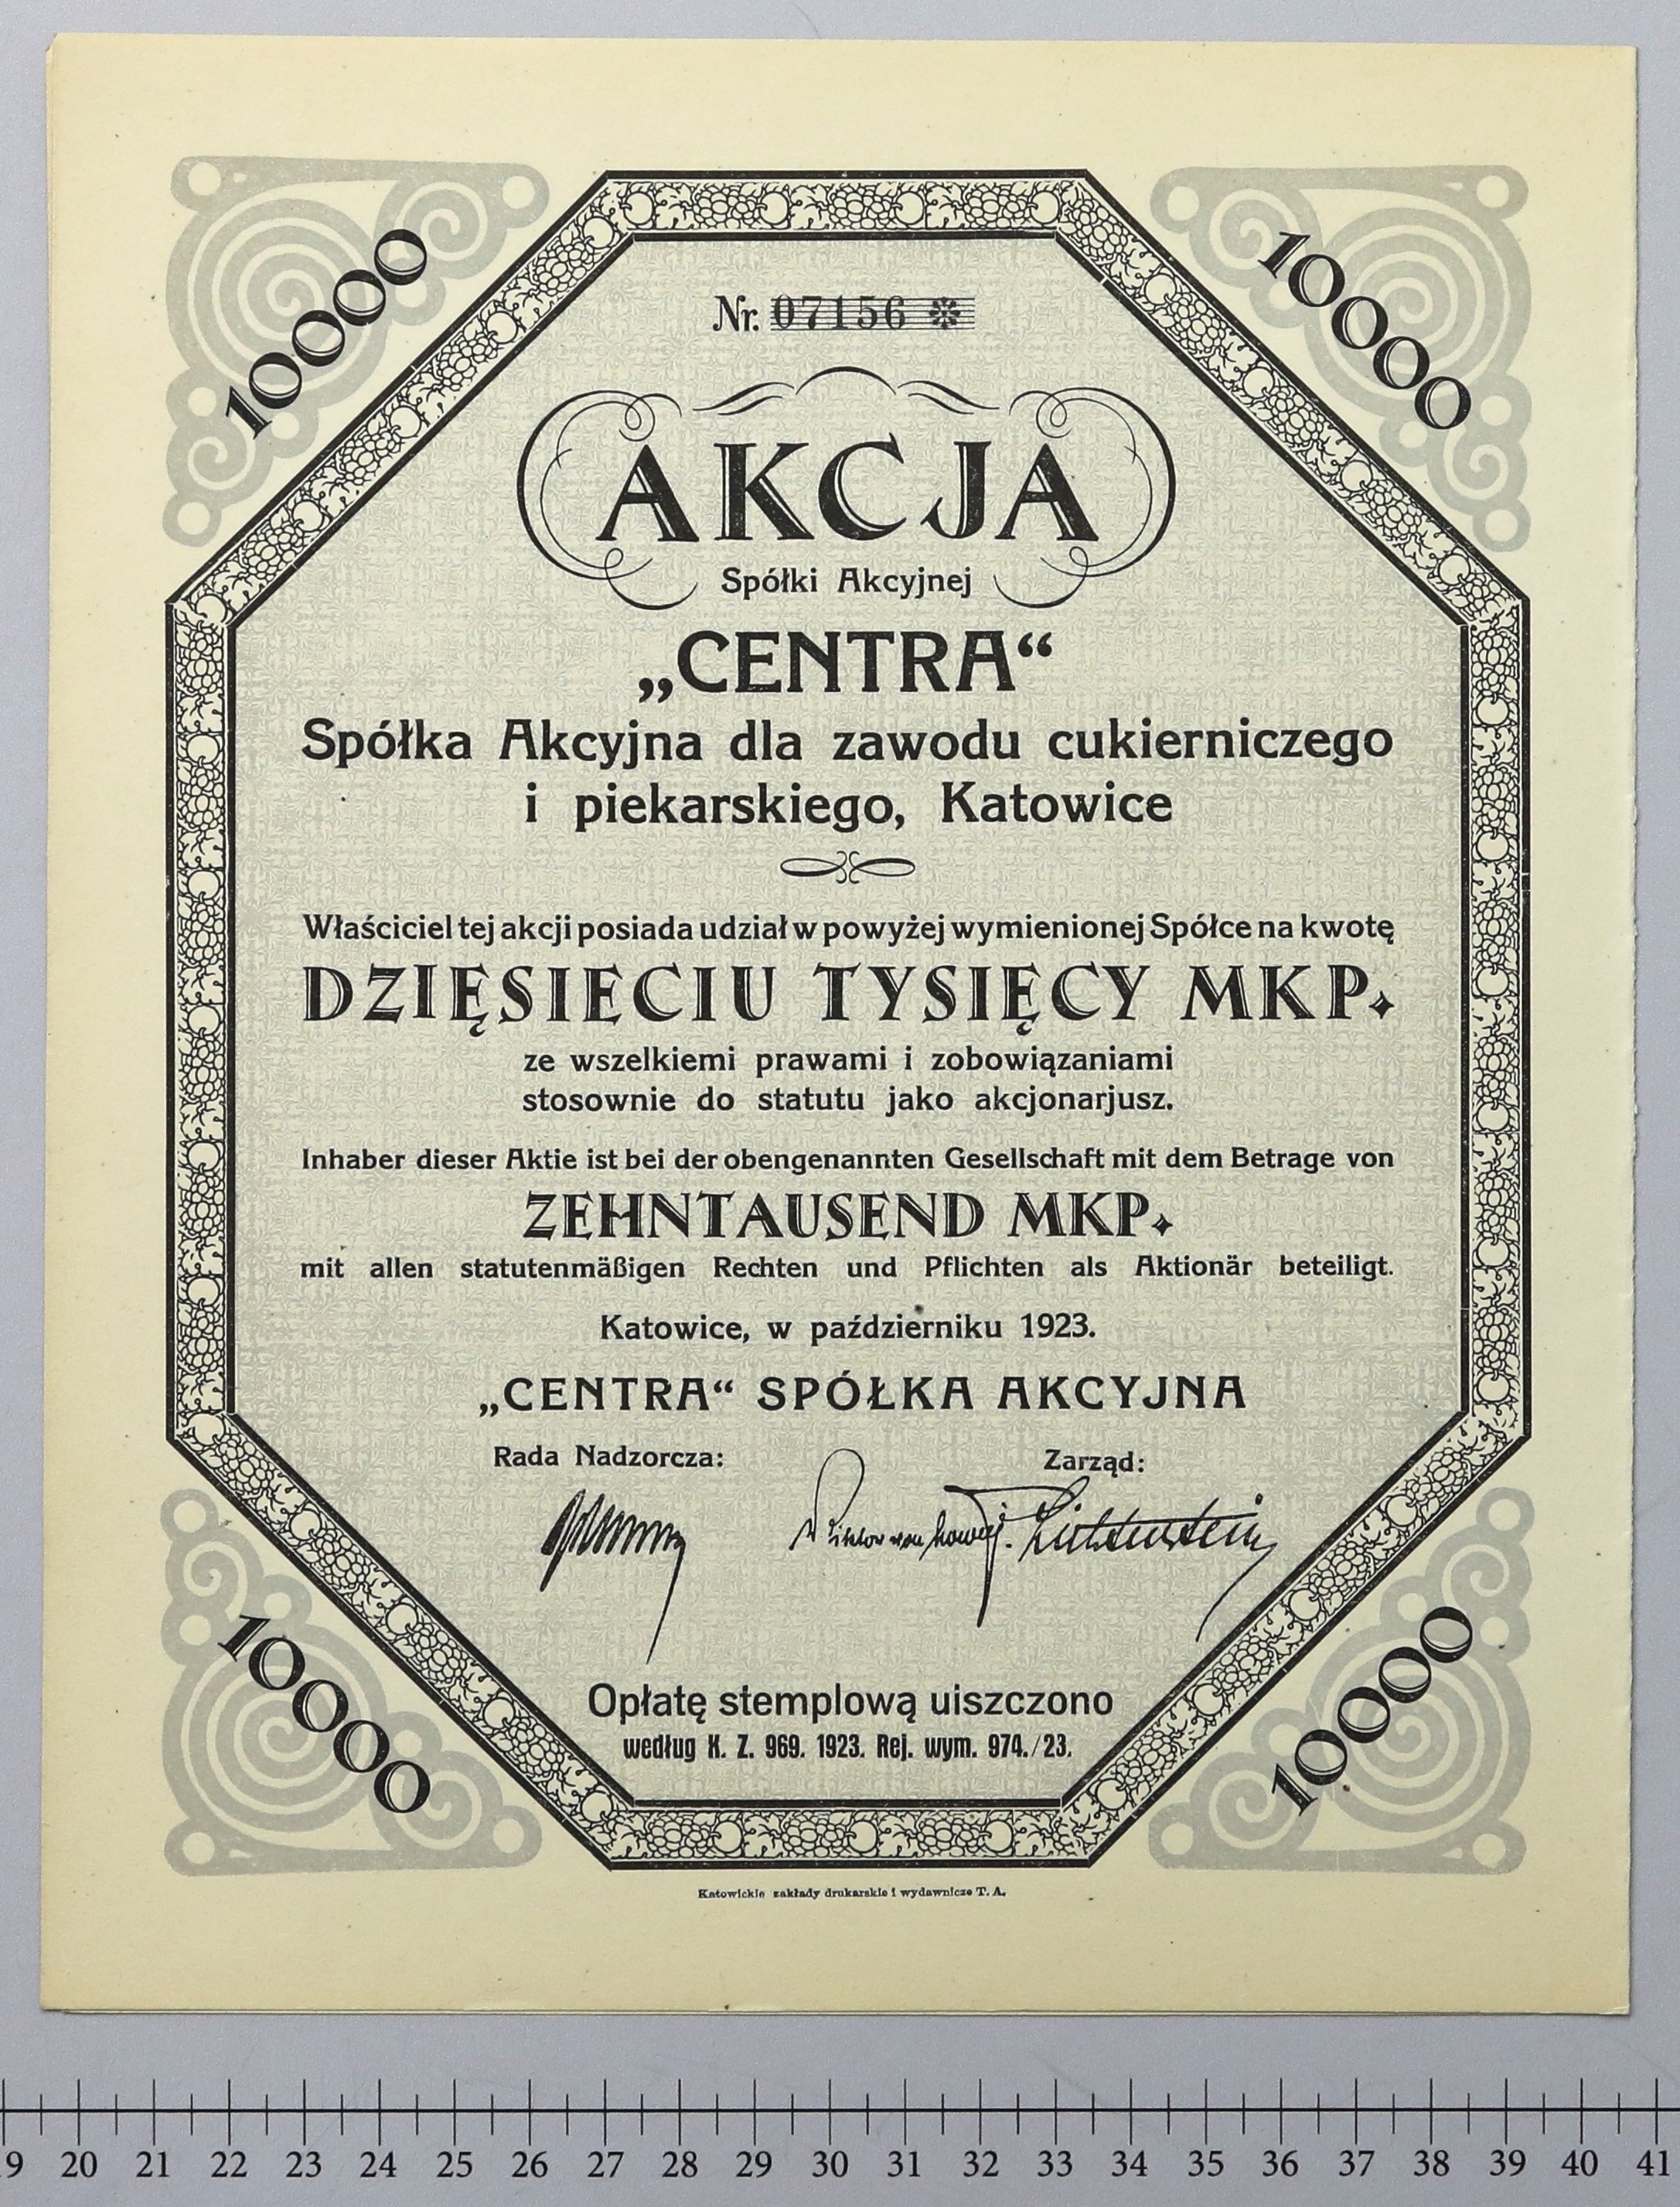 10000
10000
Nr. 07156 *
AKCJA
Spółki Akcyjnej
„CENTRA“
Spółka Akcyjna dla zawodu cukierniczego
i piekarskiego, Katowice
Właściciel tej akcji posiada udział w powyżej wymienionej Spółce na kwotę
DZIĘSIECIU TYSIĘCY MKP.
ze wszelkiemi prawami i zobowiązaniami
stosownie do statutu jako akcjonarjusz.
Inhaber dieser Aktie ist bei der obengenannten Gesellschaft mit dem Betrage von
ZEHNTAUSEND MKP.
mit allen statutenmäßigen Rechten und Pflichten als Aktionär beteiligt.
Katowice, w październiku 1923.
„CENTRA“ SPÓŁKA AKCYJNA
Rada Nadzorcza: Zarząd:
J. Lichtenstein
Opłatę stemplową uiszczono
według K. Z. 969. 1923. Rej. wym. 974./23.
10000
10000
Katowickie zakłady drukarskie i wydawnicze T. A.
9 20 21 22 23 24 25 26 27 28 29 30 31 32 33 34 35 36 37 38 39 40 41